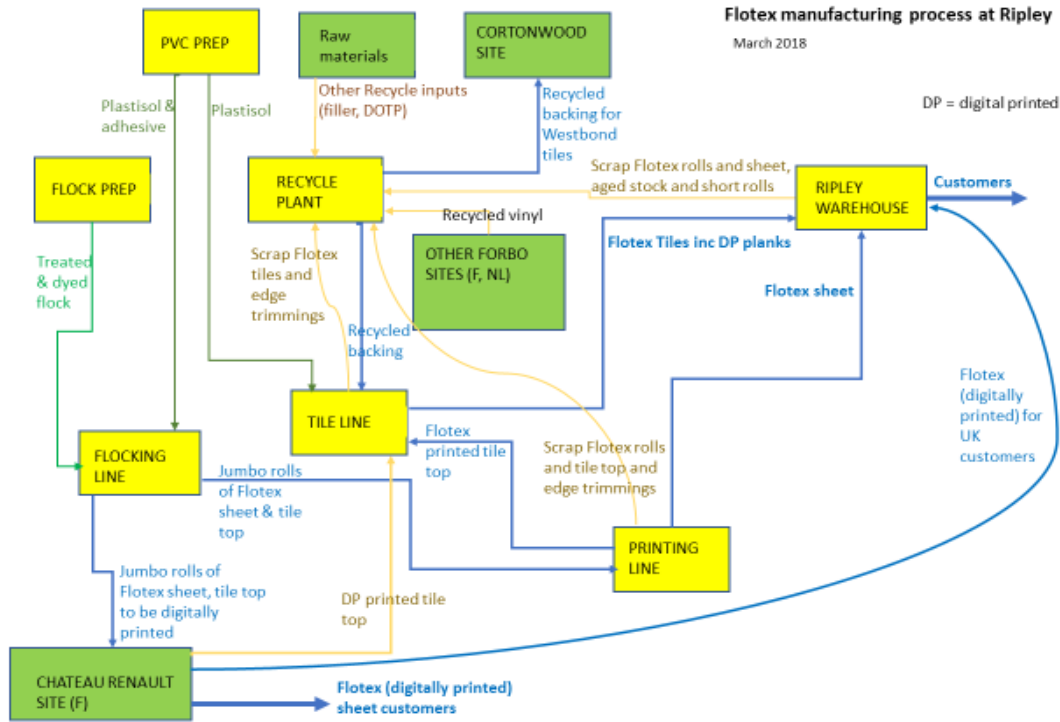 Flotex manufacturing process at Ripley
March 2018
DP = digital printed
PVC PREP
Raw
materials
CORTONWOOD
SITE
Plastisol &
adhesive
Plastisol
Other Recycle inputs
(filler, DOTP)
Recycled
backing for
Westbond
tiles
FLOCK PREP
RECYCLE
PLANT
Scrap Flotex rolls and sheet,
aged stock and short rolls
RIPLEY
WAREHOUSE
Customers
Recycled vinyl
Treated
& dyed
flock
Scrap Flotex
tiles and
edge
trimmings
OTHER FORBO
SITES (F, NL)
Flotex Tiles inc DP planks
Flotex sheet
Recycled
backing
Flotex
(digitally
printed) for
UK
customers
TILE LINE
FLOCKING
LINE
Jumbo rolls
of Flotex
sheet & tile
top
Flotex
printed tile
top
Scrap Flotex rolls
and tile top and
edge trimmings
PRINTING
LINE
Jumbo rolls of
Flotex sheet, tile top
to be digitally
printed
DP printed tile
top
CHATEAU RENAULT
SITE (F)
Flotex (digitally printed)
sheet customers